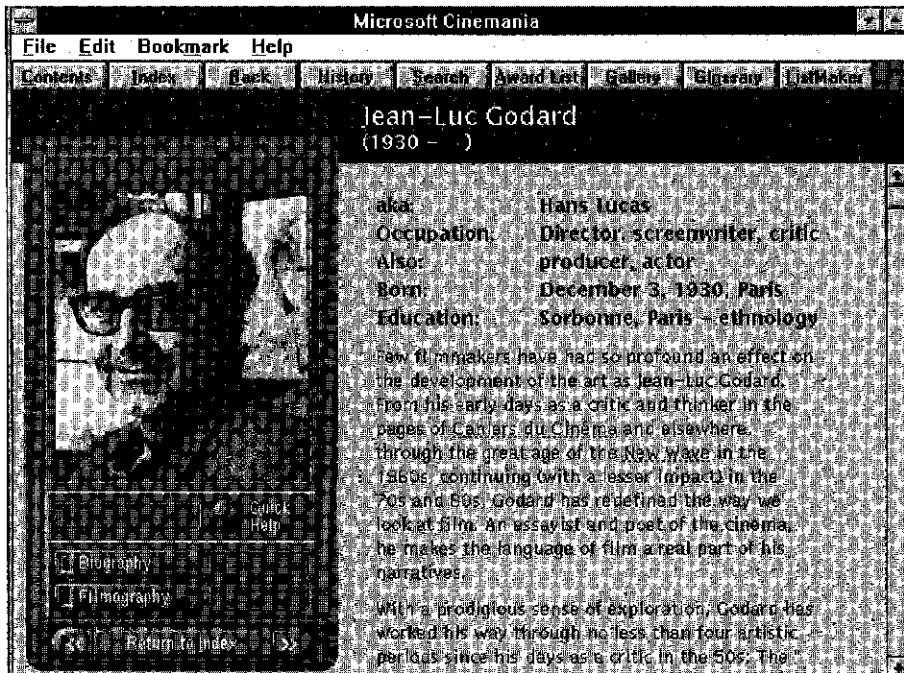 Microsoft Cinemania
File Edit Bookmark Help
Contents Index Back History Search Award List Gallery Glossary ListMaker
Jean-Luc Godard
(1930 - )
aka: Hans Lucas
Occupation: Director, screenwriter, critic
Also: producer, actor
Born: December 3, 1930, Paris
Education: Sorbonne, Paris - ethnology
Few filmmakers have had so profound an effect on
the development of the art as Jean-Luc Godard.
From his early days as a critic and thinker in the
pages of Cahiers du Cinéma and elsewhere,
through the great age of the New Wave in the
1960s, continuing (with a lesser impact) in the
70s and 80s, Godard has redefined the way we
look at film. An essayist and poet of the cinema,
he makes the language of film a real part of his
narratives.
With a prodigious sense of exploration, Godard has
worked his way through no less than four artistic
periods since his days as a critic in the 50s. The
Quick
Help
Biography
Filmography
<< Return to Index >>